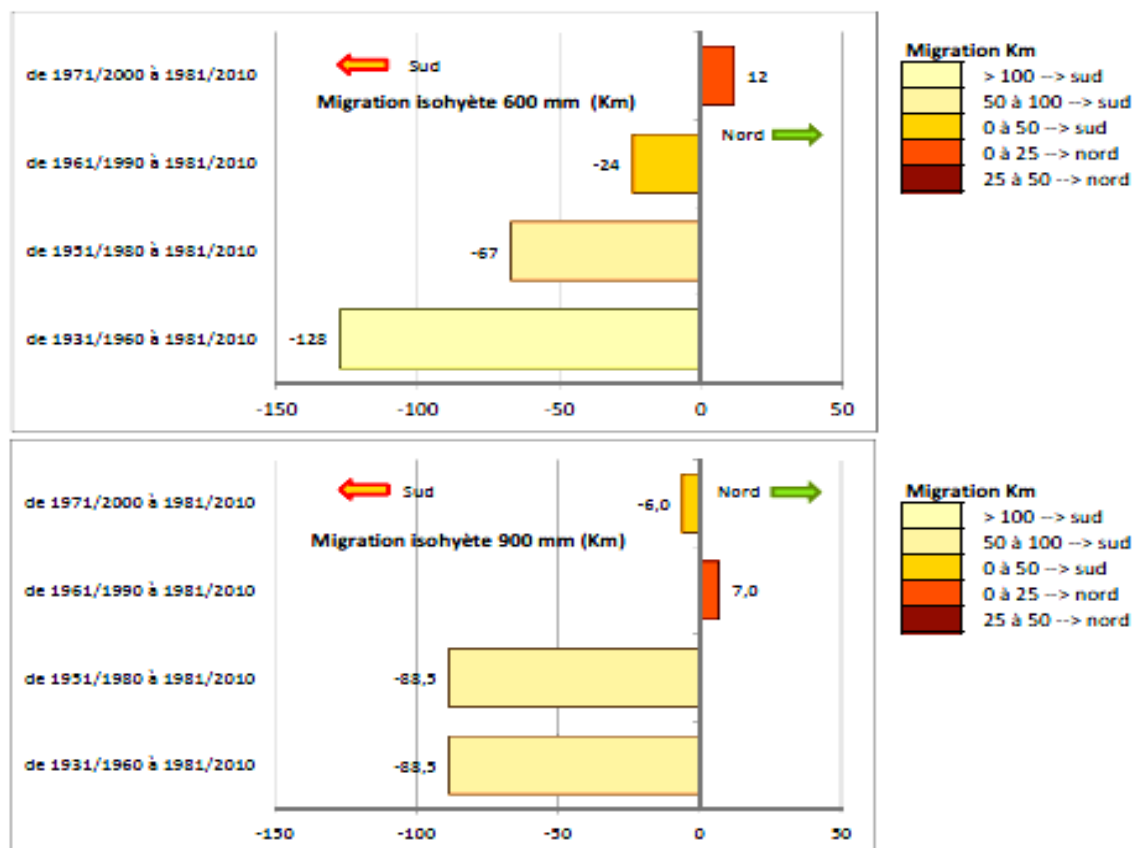 de 1971/2000 à 1981/2010
Sud
12
Migration isohyète 600 mm (Km)
Nord
de 1961/1990 à 1981/2010
-24
de 1951/1980 à 1981/2010
-67
de 1931/1960 à 1981/2010
-128
-150 -100 -50 0 50
Migration Km
> 100 --> sud
50 à 100 --> sud
0 à 50 --> sud
0 à 25 --> nord
25 à 50 --> nord
de 1971/2000 à 1981/2010
Sud
-6,0
Nord
Migration isohyète 900 mm (Km)
de 1961/1990 à 1981/2010
7,0
de 1951/1980 à 1981/2010
-88,5
de 1931/1960 à 1981/2010
-88,5
-150 -100 -50 0 50
Migration Km
> 100 --> sud
50 à 100 --> sud
0 à 50 --> sud
0 à 25 --> nord
25 à 50 --> nord